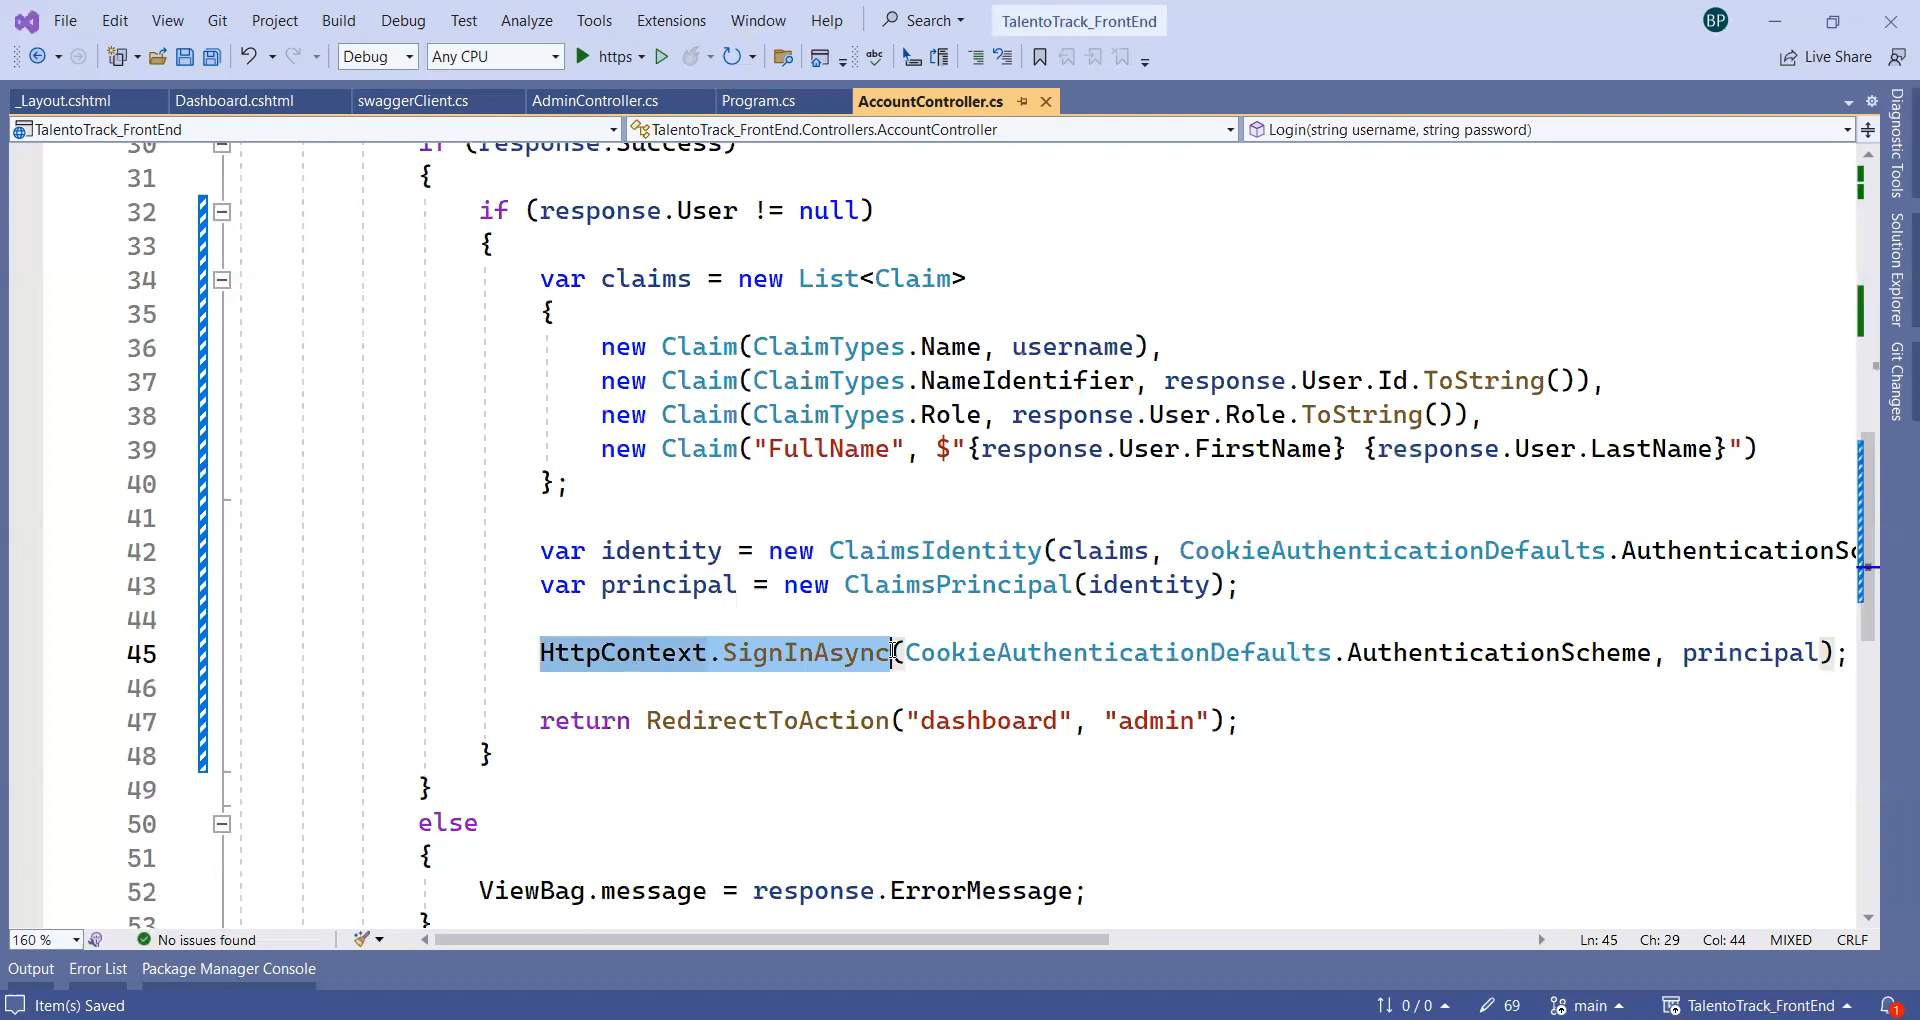 File Edit View Git Project Build Debug Test Analyze Tools Extensions Window Help Search TalentoTrack_FrontEnd BP
Debug Any CPU https abc Live Share
_Layout.cshtml Dashboard.cshtml swaggerClient.cs AdminController.cs Program.cs AccountController.cs
TalentoTrack_FrontEnd TalentoTrack_FrontEnd.Controllers.AccountController Login(string username, string password)
30 if (response.Success)
31 {
32 if (response.User != null)
33 {
34 var claims = new List<Claim>
35 {
36 new Claim(ClaimTypes.Name, username),
37 new Claim(ClaimTypes.NameIdentifier, response.User.Id.ToString()),
38 new Claim(ClaimTypes.Role, response.User.Role.ToString()),
39 new Claim("FullName", $"{response.User.FirstName} {response.User.LastName}")
40 };
41
42 var identity = new ClaimsIdentity(claims, CookieAuthenticationDefaults.AuthenticationSc
43 var principal = new ClaimsPrincipal(identity);
44
45 HttpContext.SignInAsync(CookieAuthenticationDefaults.AuthenticationScheme, principal);
46
47 return RedirectToAction("dashboard", "admin");
48 }
49 }
50 else
51 {
52 ViewBag.message = response.ErrorMessage;
53 }
Diagnostic Tools
Solution Explorer
Git Changes
160 % No issues found Ln: 45 Ch: 29 Col: 44 MIXED CRLF
Output Error List Package Manager Console
Item(s) Saved 0 / 0 69 main TalentoTrack_FrontEnd 1